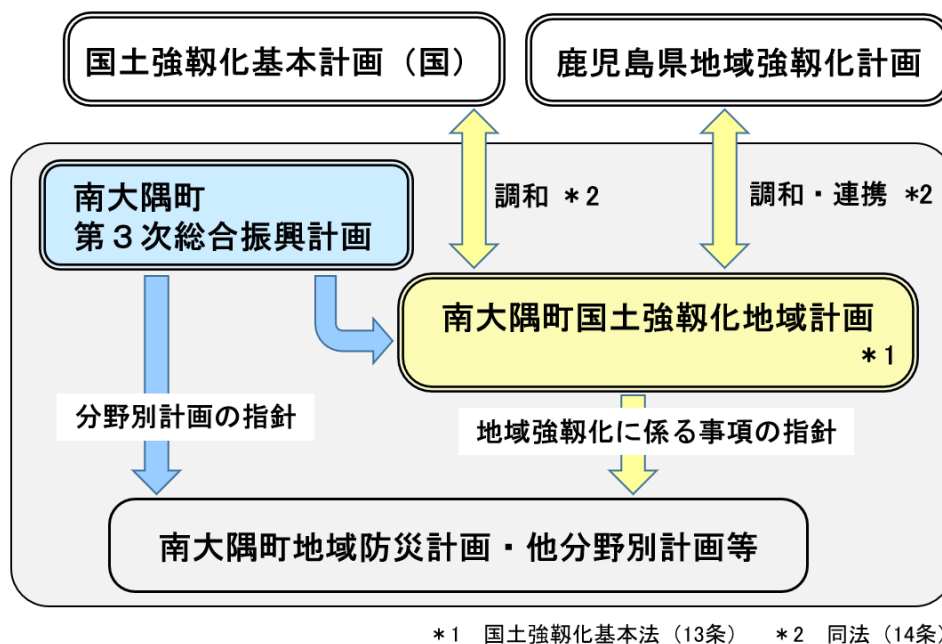 国土強靱化基本計画（国）
鹿児島県地域強靱化計画
調和 *2
調和・連携 *2
南大隅町
第３次総合振興計画
南大隅町国土強靱化地域計画
*1
分野別計画の指針
地域強靱化に係る事項の指針
南大隅町地域防災計画・他分野別計画等
*1 国土強靱化基本法（13条） *2 同法（14条）